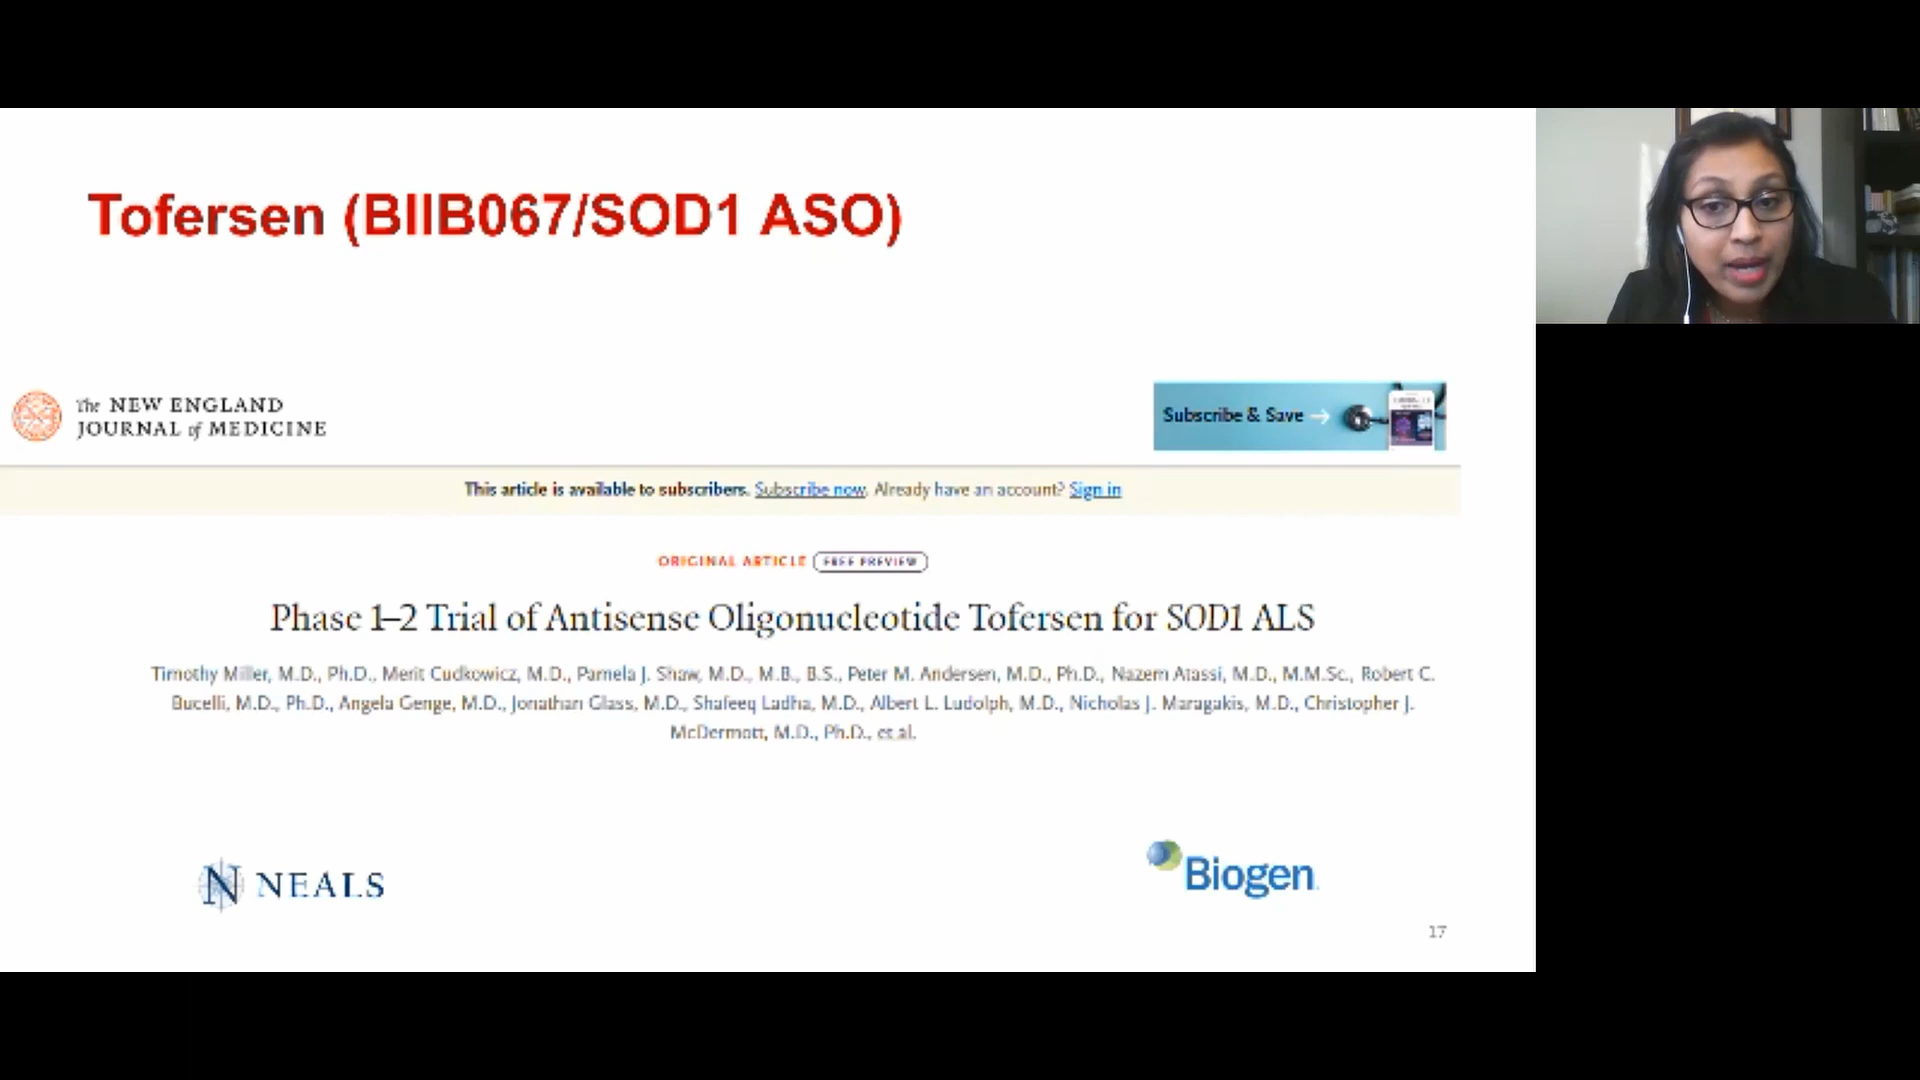 Tofersen (BIIB067/SOD1 ASO)
The NEW ENGLAND
JOURNAL of MEDICINE
Subscribe & Save →
This article is available to subscribers. Subscribe now. Already have an account? Sign in
ORIGINAL ARTICLE FREE PREVIEW
Phase 1–2 Trial of Antisense Oligonucleotide Tofersen for SOD1 ALS
Timothy Miller, M.D., Ph.D., Merit Cudkowicz, M.D., Pamela J. Shaw, M.D., M.B., B.S., Peter M. Andersen, M.D., Ph.D., Nazem Atassi, M.D., M.M.Sc., Robert C.
Bucelli, M.D., Ph.D., Angela Genge, M.D., Jonathan Glass, M.D., Shafeeq Ladha, M.D., Albert L. Ludolph, M.D., Nicholas J. Maragakis, M.D., Christopher J.
McDermott, M.D., Ph.D., et al.
N NEALS
Biogen
17